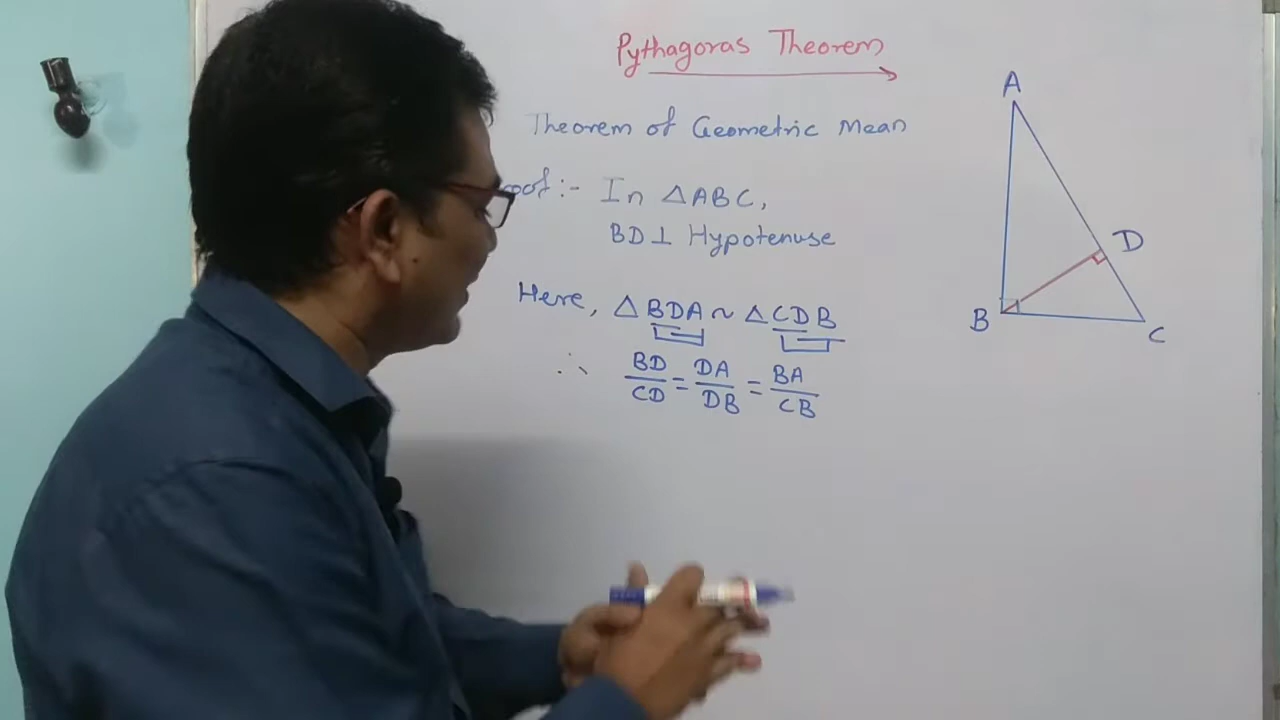 Pythagoras Theorem
Theorem of Geometric Mean
roof :- In △ABC,
BD ⊥ Hypotenuse
Here, △ BDA ~ △ CDB
∴ BD/CD = DA/DB = BA/CB
A
D
B
C